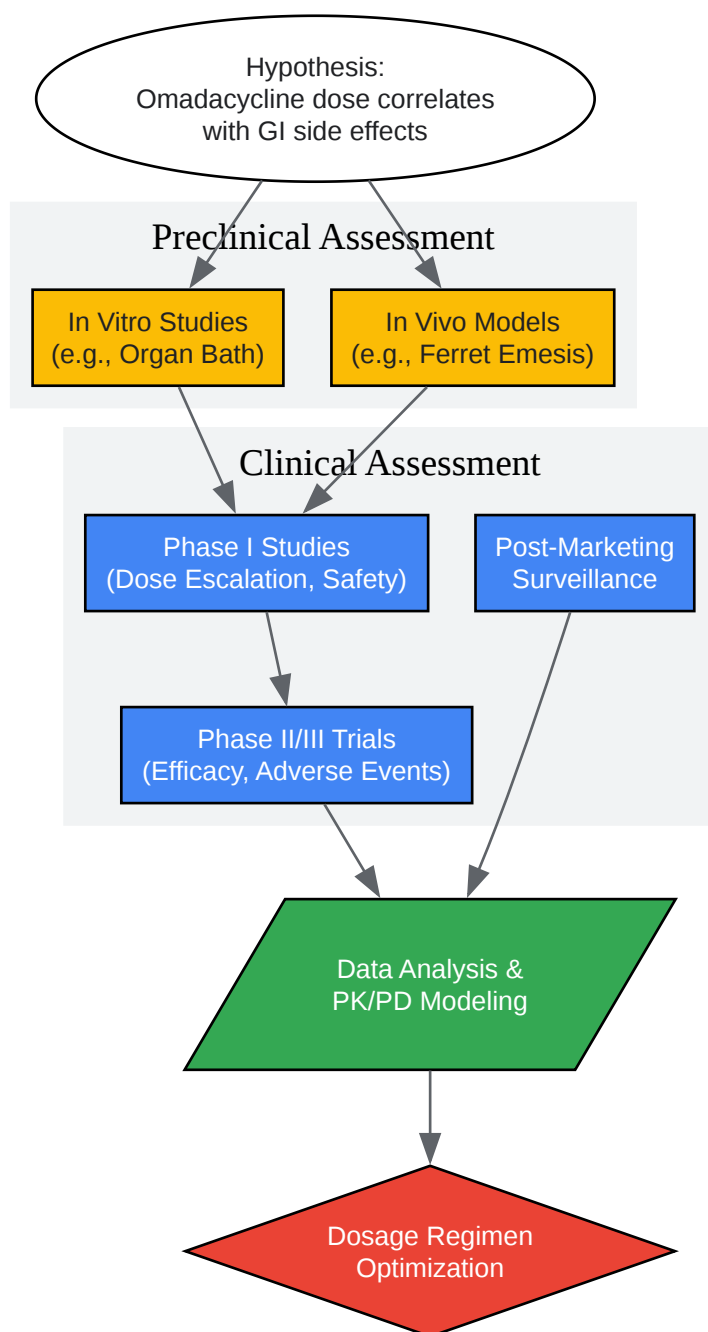 Hypothesis:
Omadacycline dose correlates
with GI side effects
Preclinical Assessment
In Vitro Studies
(e.g., Organ Bath)
In Vivo Models
(e.g., Ferret Emesis)
Clinical Assessment
Phase I Studies
(Dose Escalation, Safety)
Post-Marketing
Surveillance
Phase II/III Trials
(Efficacy, Adverse Events)
Data Analysis &
PK/PD Modeling
Dosage Regimen
Optimization